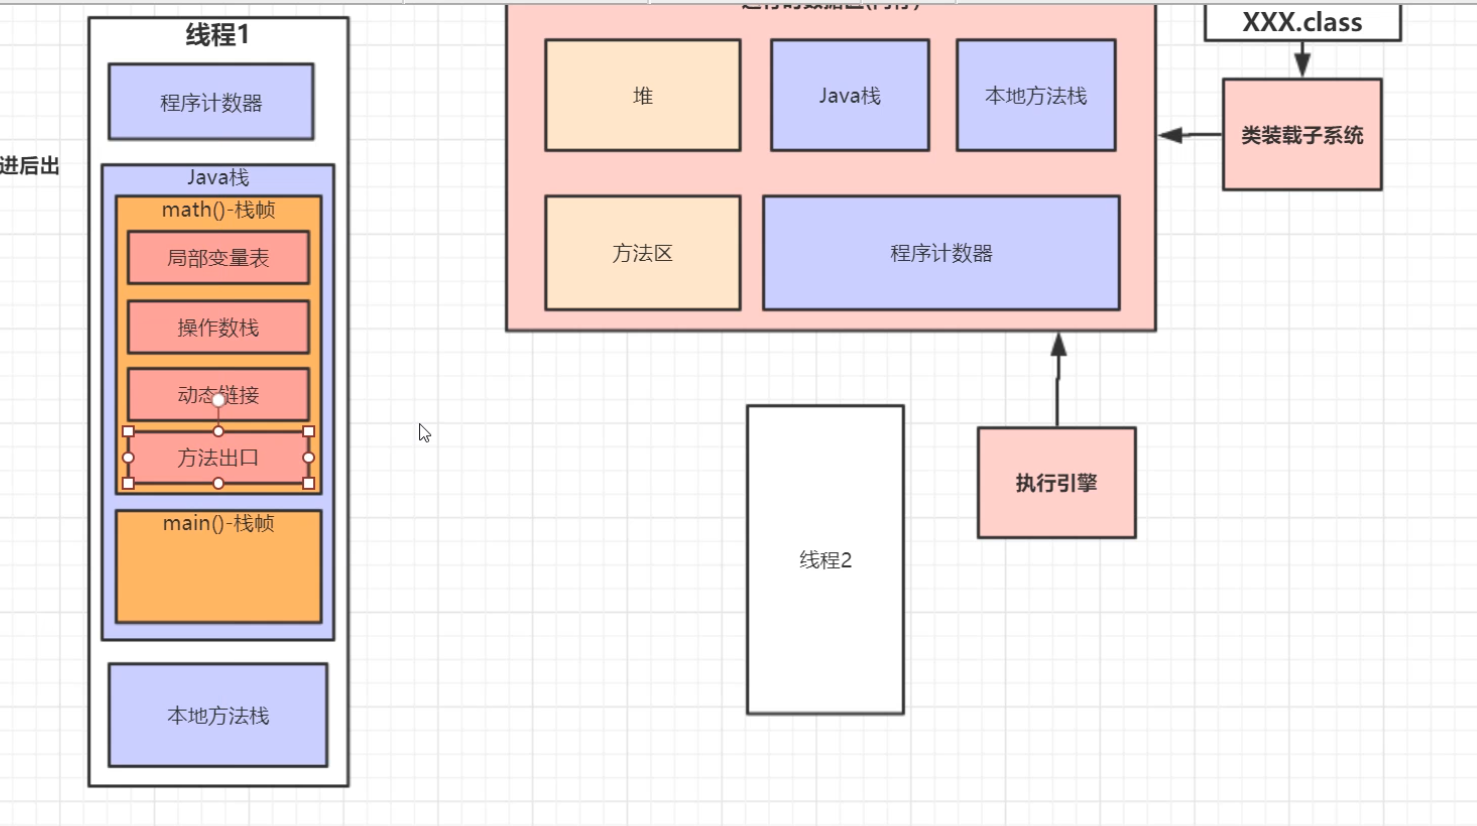 线程1
程序计数器
进后出
Java栈
math()-栈帧
局部变量表
操作数栈
动态链接
方法出口
main()-栈帧
本地方法栈
堆
Java栈
本地方法栈
方法区
程序计数器
XXX.class
类装载子系统
执行引擎
线程2